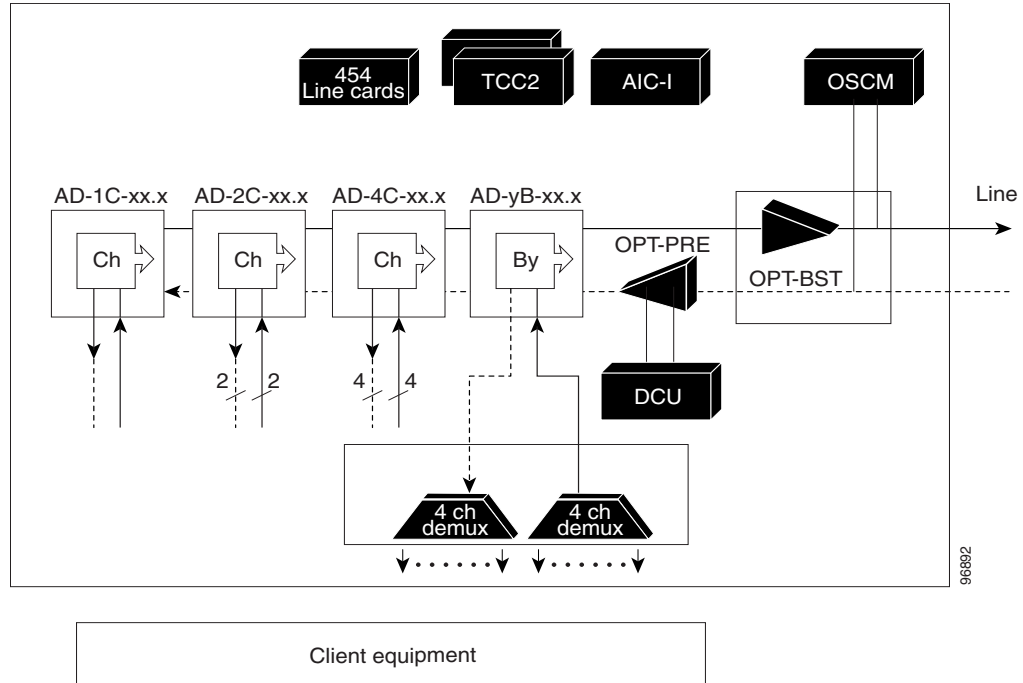 454
Line cards
TCC2
AIC-I
OSCM
AD-1C-xx.x
AD-2C-xx.x
AD-4C-xx.x
AD-yB-xx.x
Line
Ch
Ch
Ch
By
OPT-PRE
OPT-BST
2
2
4
4
DCU
4 ch
demux
4 ch
demux
96892
Client equipment